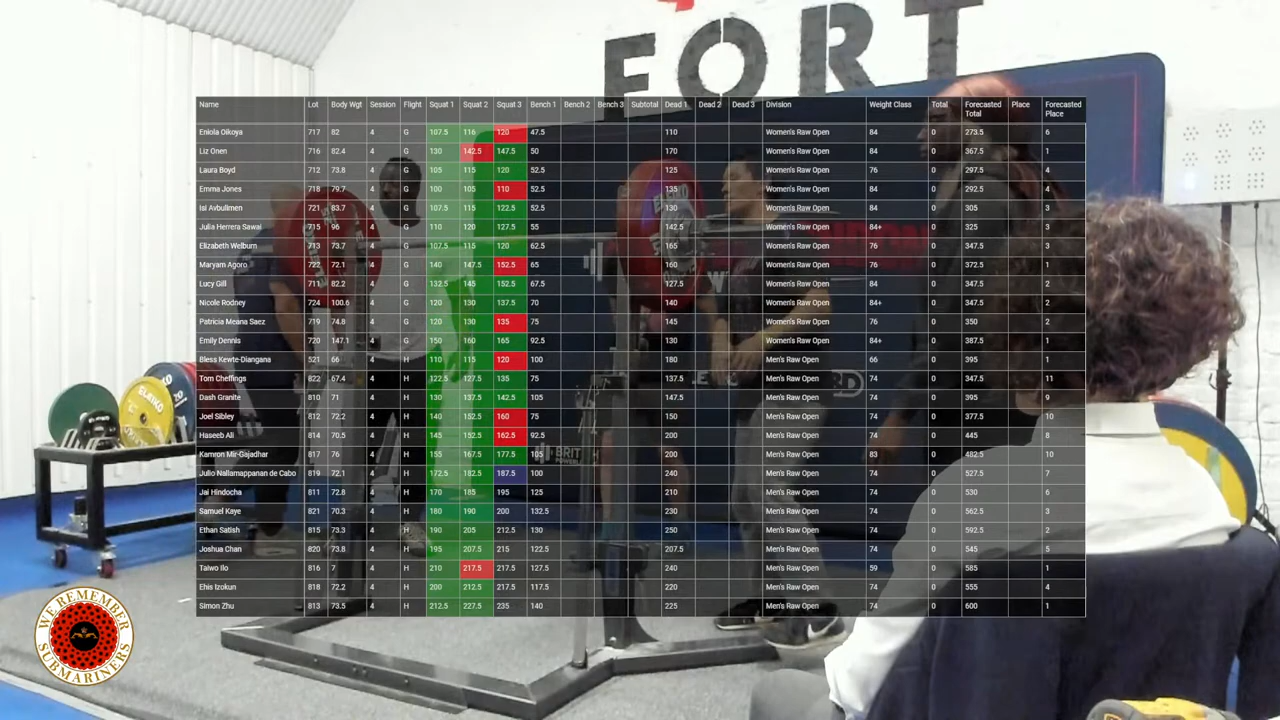 FORT
Name Lot Body Wgt Session Flight Squat 1 Squat 2 Squat 3 Bench 1 Bench 2 Bench 3 Subtotal Dead 1 Dead 2 Dead 3 Division Weight Class Total Forecasted Total Place Forecasted Place
Eniola Oikoya 717 82 4 G 107.5 116 120 47.5 110 Women's Raw Open 84 0 273.5 6
Liz Onen 716 82.4 4 G 130 142.5 147.5 50 170 Women's Raw Open 84 0 367.5 1
Laura Boyd 712 73.8 4 G 105 115 120 52.5 125 Women's Raw Open 76 0 297.5 4
Emma Jones 718 79.7 4 G 100 105 110 52.5 135 Women's Raw Open 84 0 292.5 4
Isi Avbulimen 721 83.7 4 G 107.5 115 122.5 52.5 130 Women's Raw Open 84 0 305 3
Julia Herrera Sawai 715 96 4 G 110 120 127.5 55 142.5 Women's Raw Open 84+ 0 325 3
Elizabeth Welburn 713 73.7 4 G 107.5 115 120 62.5 165 Women's Raw Open 76 0 347.5 3
Maryam Agoro 722 72.1 4 G 140 147.5 152.5 65 160 Women's Raw Open 76 0 372.5 1
Lucy Gill 711 82.2 4 G 132.5 145 152.5 67.5 127.5 Women's Raw Open 84 0 347.5 2
Nicole Rodney 724 100.6 4 G 120 130 137.5 70 140 Women's Raw Open 84+ 0 347.5 2
Patricia Meana Saez 719 74.8 4 G 120 130 135 75 145 Women's Raw Open 76 0 350 2
Emily Dennis 720 147.1 4 G 150 160 165 92.5 130 Women's Raw Open 84+ 0 387.5 1
Bless Kewte-Diangana 521 66 4 H 110 115 120 100 180 Men's Raw Open 66 0 395 1
Tom Cheffings 822 67.4 4 H 122.5 127.5 135 75 137.5 Men's Raw Open 74 0 347.5 11
Dash Granite 810 71 4 H 130 137.5 142.5 105 147.5 Men's Raw Open 74 0 395 9
Joel Sibley 812 72.2 4 H 140 152.5 160 75 150 Men's Raw Open 74 0 377.5 10
Haseeb Ali 814 70.5 4 H 145 152.5 162.5 92.5 200 Men's Raw Open 74 0 445 8
Kamron Mir-Gajadhar 817 76 4 H 155 167.5 177.5 105 200 Men's Raw Open 83 0 482.5 10
Julio Nallamappanan de Cabo 819 72.1 4 H 172.5 182.5 187.5 100 240 Men's Raw Open 74 0 527.5 7
Jai Hindocha 811 72.8 4 H 170 185 195 125 210 Men's Raw Open 74 0 530 6
Samuel Kaye 821 70.3 4 H 180 190 200 132.5 230 Men's Raw Open 74 0 562.5 3
Ethan Satish 815 73.3 4 H 190 205 212.5 130 250 Men's Raw Open 74 0 592.5 2
Joshua Chan 820 73.8 4 H 195 207.5 215 122.5 207.5 Men's Raw Open 74 0 545 5
Taiwo Ilo 816 7 4 H 210 217.5 217.5 127.5 240 Men's Raw Open 59 0 585 1
Ehis Izokun 818 72.2 4 H 200 212.5 217.5 117.5 220 Men's Raw Open 74 0 555 4
Simon Zhu 813 73.5 4 H 212.5 227.5 235 140 225 Men's Raw Open 74 0 600 1
ELEIKO
BRIT
WE REMEMBER
SUBMARINERS